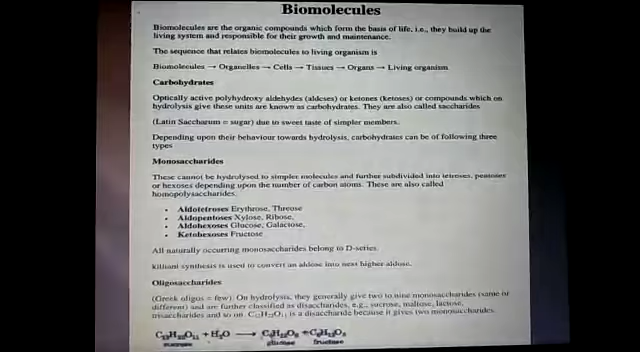 Biomolecules
Biomolecules are the organic compounds which form the basis of life, i.e., they build up the
living system and responsible for their growth and maintenance.
The sequence that relates biomolecules to living organism is
Biomolecules → Organelles → Cells → Tissues → Organs → Living organism
Carbohydrates
Optically active polyhydroxy aldehydes (aldoses) or ketones (ketoses) or compounds which on
hydrolysis give these units are known as carbohydrates. They are also called saccharides
(Latin Saccharum = sugar) due to sweet taste of simpler members.
Depending upon their behaviour towards hydrolysis, carbohydrates can be of following three
types
Monosaccharides
These cannot be hydrolysed to simpler molecules and further subdivided into tetroses, pentoses
or hexoses depending upon the number of carbon atoms. These are also called
homopolysaccharides.
• Aldotetroses Erythrose, Threose
• Aldopentoses Xylose, Ribose,
• Aldohexoses Glucose, Galactose,
• Ketohexoses Fructose
All naturally occurring monosaccharides belong to D-series.
killiani synthesis is used to convert an aldose into next higher aldose.
Oligosaccharides
(Greek oligos = few). On hydrolysis, they generally give two to nine monosaccharides (same or
different) and are further classified as disaccharides, e.g., sucrose, maltose, lactose,
trisaccharides and so on. C₁₂H₂₂O₁₁ is a disaccharide because it gives two monosaccharides.
C₁₂H₂₂O₁₁ + H₂O ⟶ C₆H₁₂O₆ + C₆H₁₂O₆
sucrose glucose fructose